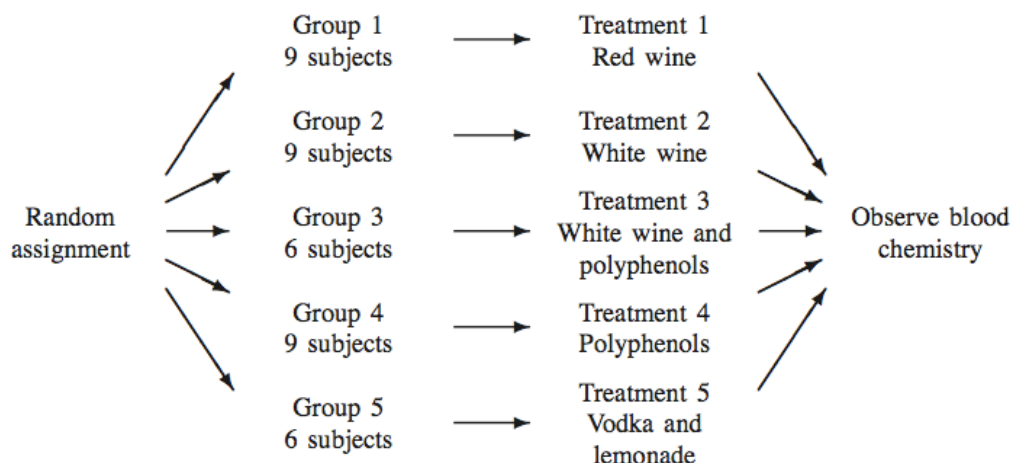 Random
assignment
Group 1
9 subjects
Treatment 1
Red wine
Group 2
9 subjects
Treatment 2
White wine
Group 3
6 subjects
Treatment 3
White wine and
polyphenols
Group 4
9 subjects
Treatment 4
Polyphenols
Group 5
6 subjects
Treatment 5
Vodka and
lemonade
Observe blood
chemistry